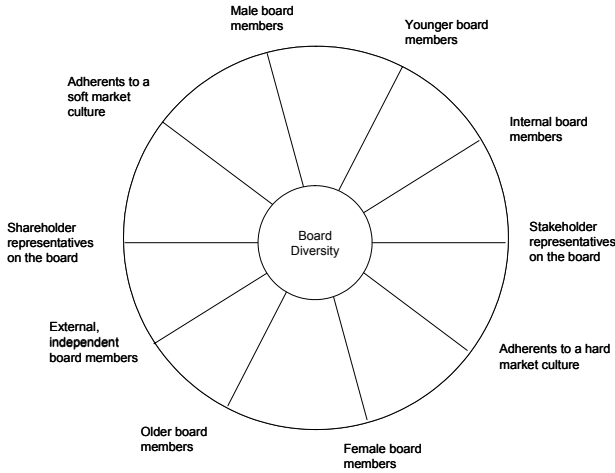 Male board
members
Younger board
members
Adherents to a
soft market
culture
Internal board
members
Shareholder
representatives
on the board
Board
Diversity
Stakeholder
representatives
on the board
External,
independent
board members
Adherents to a hard
market culture
Older board
members
Female board
members